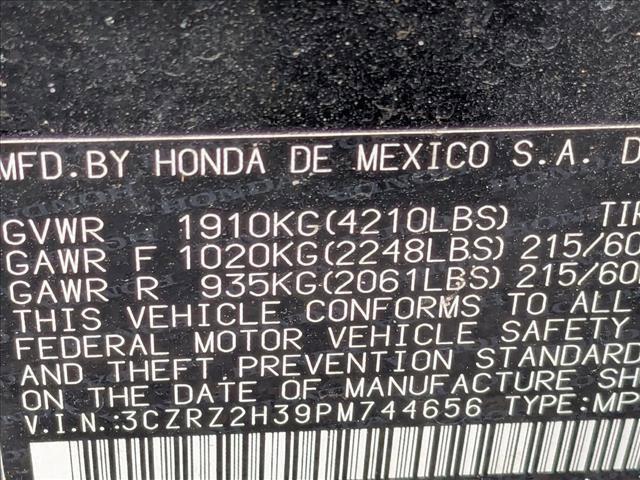 MFD.BY HONDA DE MEXICO S.A. D
GVWR 1910KG(4210LBS) TI
GAWR F 1020KG(2248LBS) 215/60
GAWR R 935KG(2061LBS) 215/60
THIS VEHICLE CONFORMS TO ALL
FEDERAL MOTOR VEHICLE SAFETY
AND THEFT PREVENTION STANDARD
ON THE DATE OF MANUFACTURE SH
V.I.N.:3CZRZ2H39PM744656 TYPE:MP